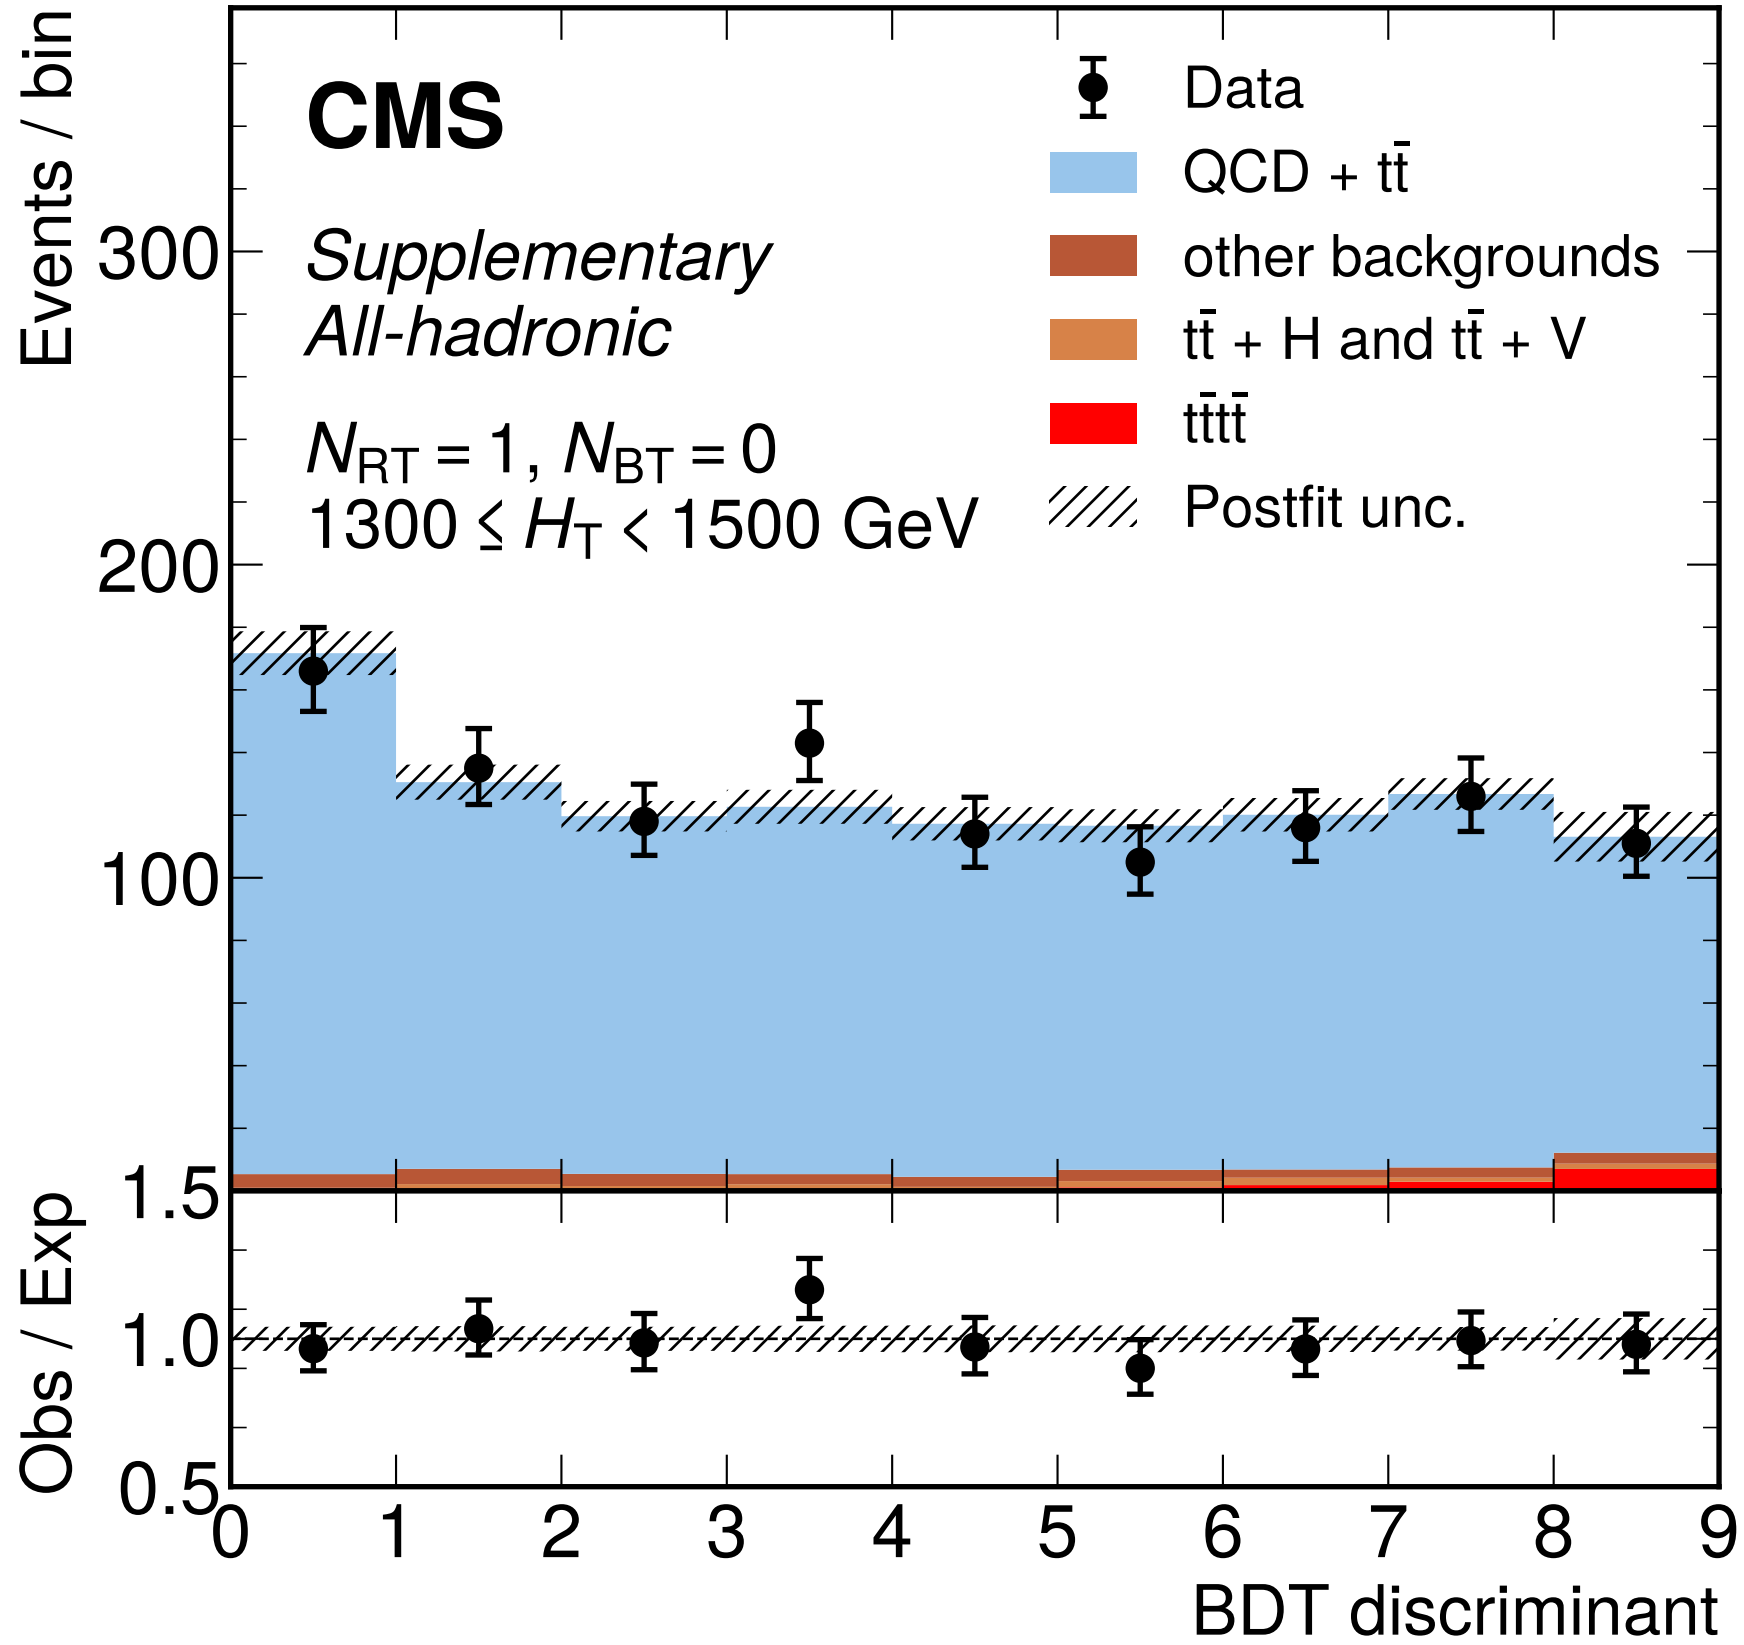 CMS
Supplementary
All-hadronic
N_RT = 1, N_BT = 0
1300 ≤ H_T < 1500 GeV
Data
QCD + tt̄
other backgrounds
tt̄ + H and tt̄ + V
tt̄tt̄
Postfit unc.
Events / bin
300
200
100
Obs / Exp
1.5
1.0
0.5
0 1 2 3 4 5 6 7 8 9
BDT discriminant